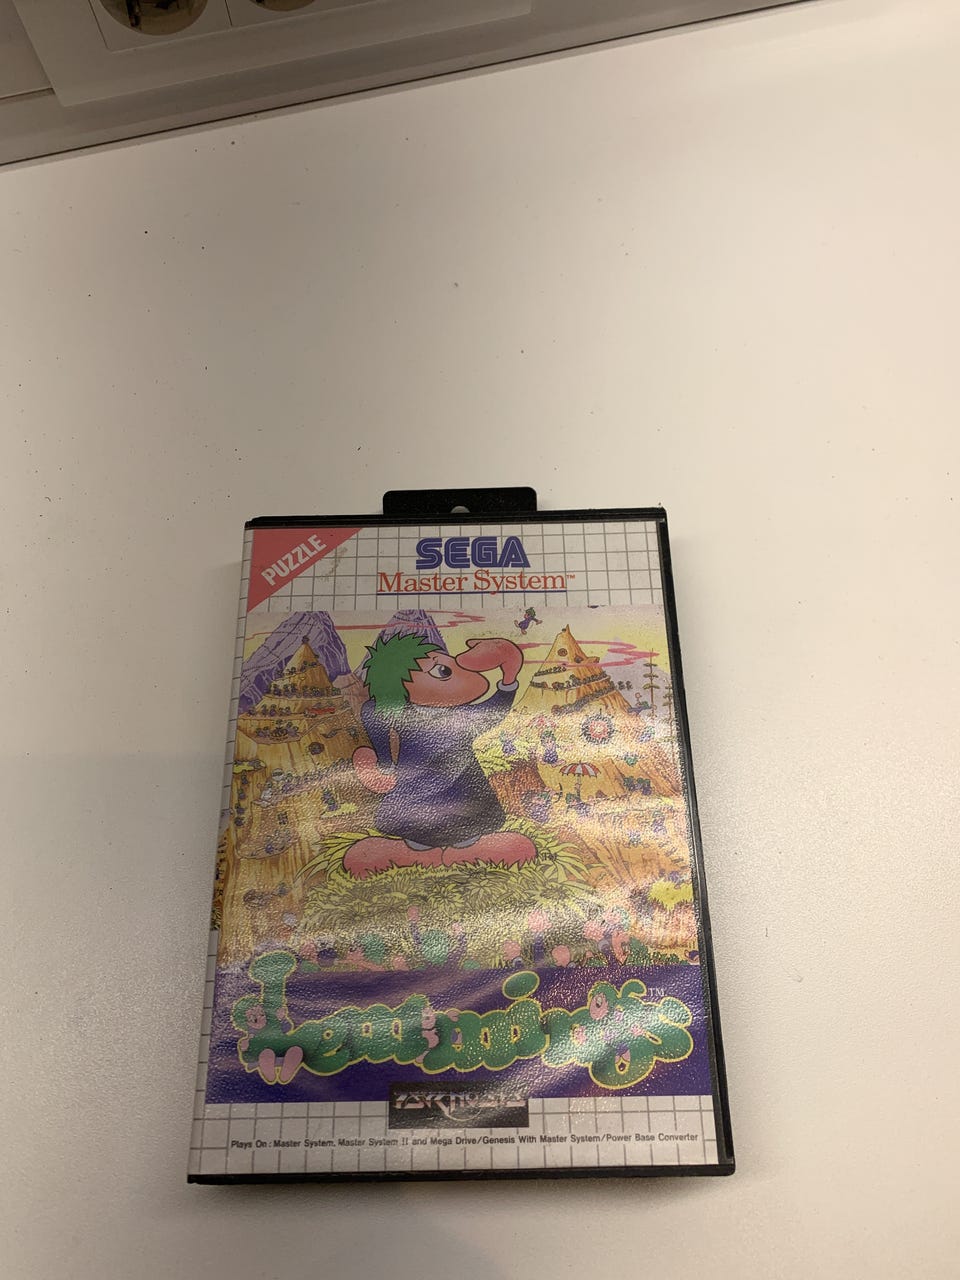 PUZZLE
SEGA
Master System™
TM
Lemmings™
PSYGNOSIS
Plays On : Master System, Master System II and Mega Drive/Genesis With Master System/Power Base Converter